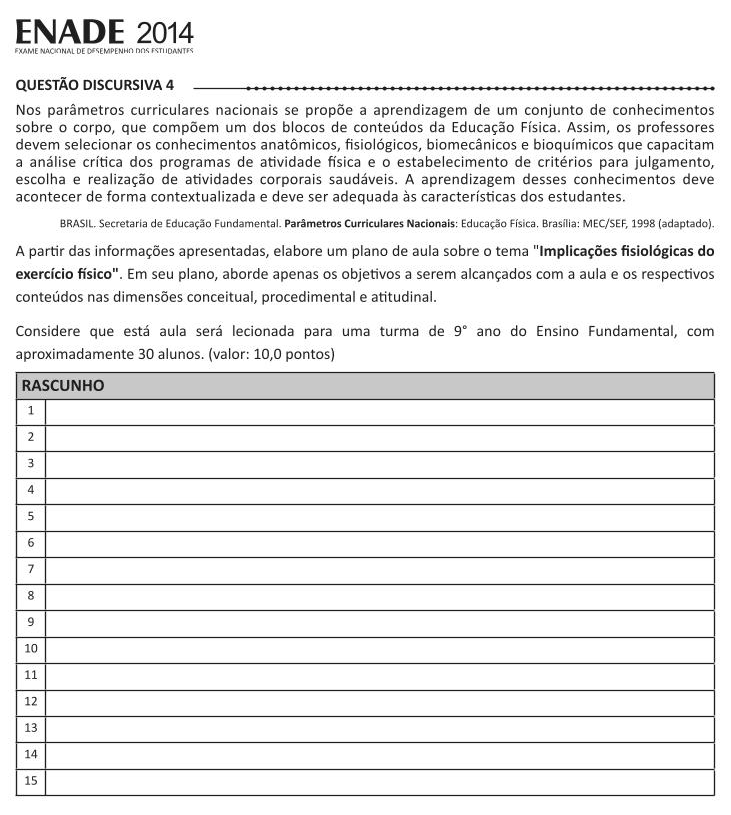 ENADE 2014
EXAME NACIONAL DE DESEMPENHO DOS ESTUDANTES
QUESTÃO DISCURSIVA 4
Nos parâmetros curriculares nacionais se propõe a aprendizagem de um conjunto de conhecimentos
sobre o corpo, que compõem um dos blocos de conteúdos da Educação Física. Assim, os professores
devem selecionar os conhecimentos anatômicos, fisiológicos, biomecânicos e bioquímicos que capacitam
a análise crítica dos programas de atividade física e o estabelecimento de critérios para julgamento,
escolha e realização de atividades corporais saudáveis. A aprendizagem desses conhecimentos deve
acontecer de forma contextualizada e deve ser adequada às características dos estudantes.
BRASIL. Secretaria de Educação Fundamental. Parâmetros Curriculares Nacionais: Educação Física. Brasília: MEC/SEF, 1998 (adaptado).
A partir das informações apresentadas, elabore um plano de aula sobre o tema "Implicações fisiológicas do
exercício físico". Em seu plano, aborde apenas os objetivos a serem alcançados com a aula e os respectivos
conteúdos nas dimensões conceitual, procedimental e atitudinal.
Considere que está aula será lecionada para uma turma de 9° ano do Ensino Fundamental, com
aproximadamente 30 alunos. (valor: 10,0 pontos)
RASCUNHO
1
2
3
4
5
6
7
8
9
10
11
12
13
14
15